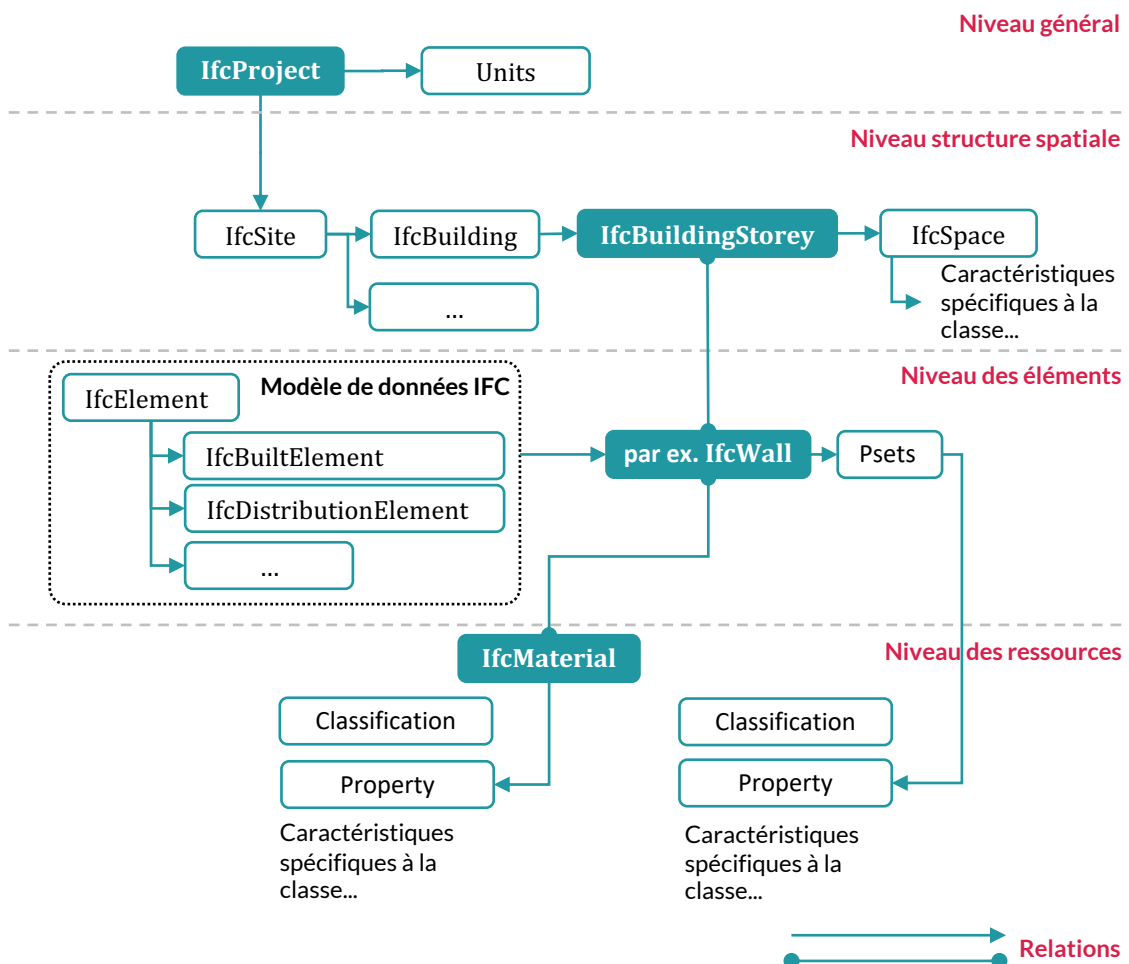 Niveau général
IfcProject
Units
Niveau structure spatiale
IfcSite
IfcBuilding
IfcBuildingStorey
IfcSpace
...
Caractéristiques
spécifiques à la
classe...
Niveau des éléments
Modèle de données IFC
IfcElement
IfcBuiltElement
IfcDistributionElement
...
par ex. IfcWall
Psets
Niveau des ressources
IfcMaterial
Classification
Property
Caractéristiques
spécifiques à la
classe...
Classification
Property
Caractéristiques
spécifiques à la
classe...
Relations